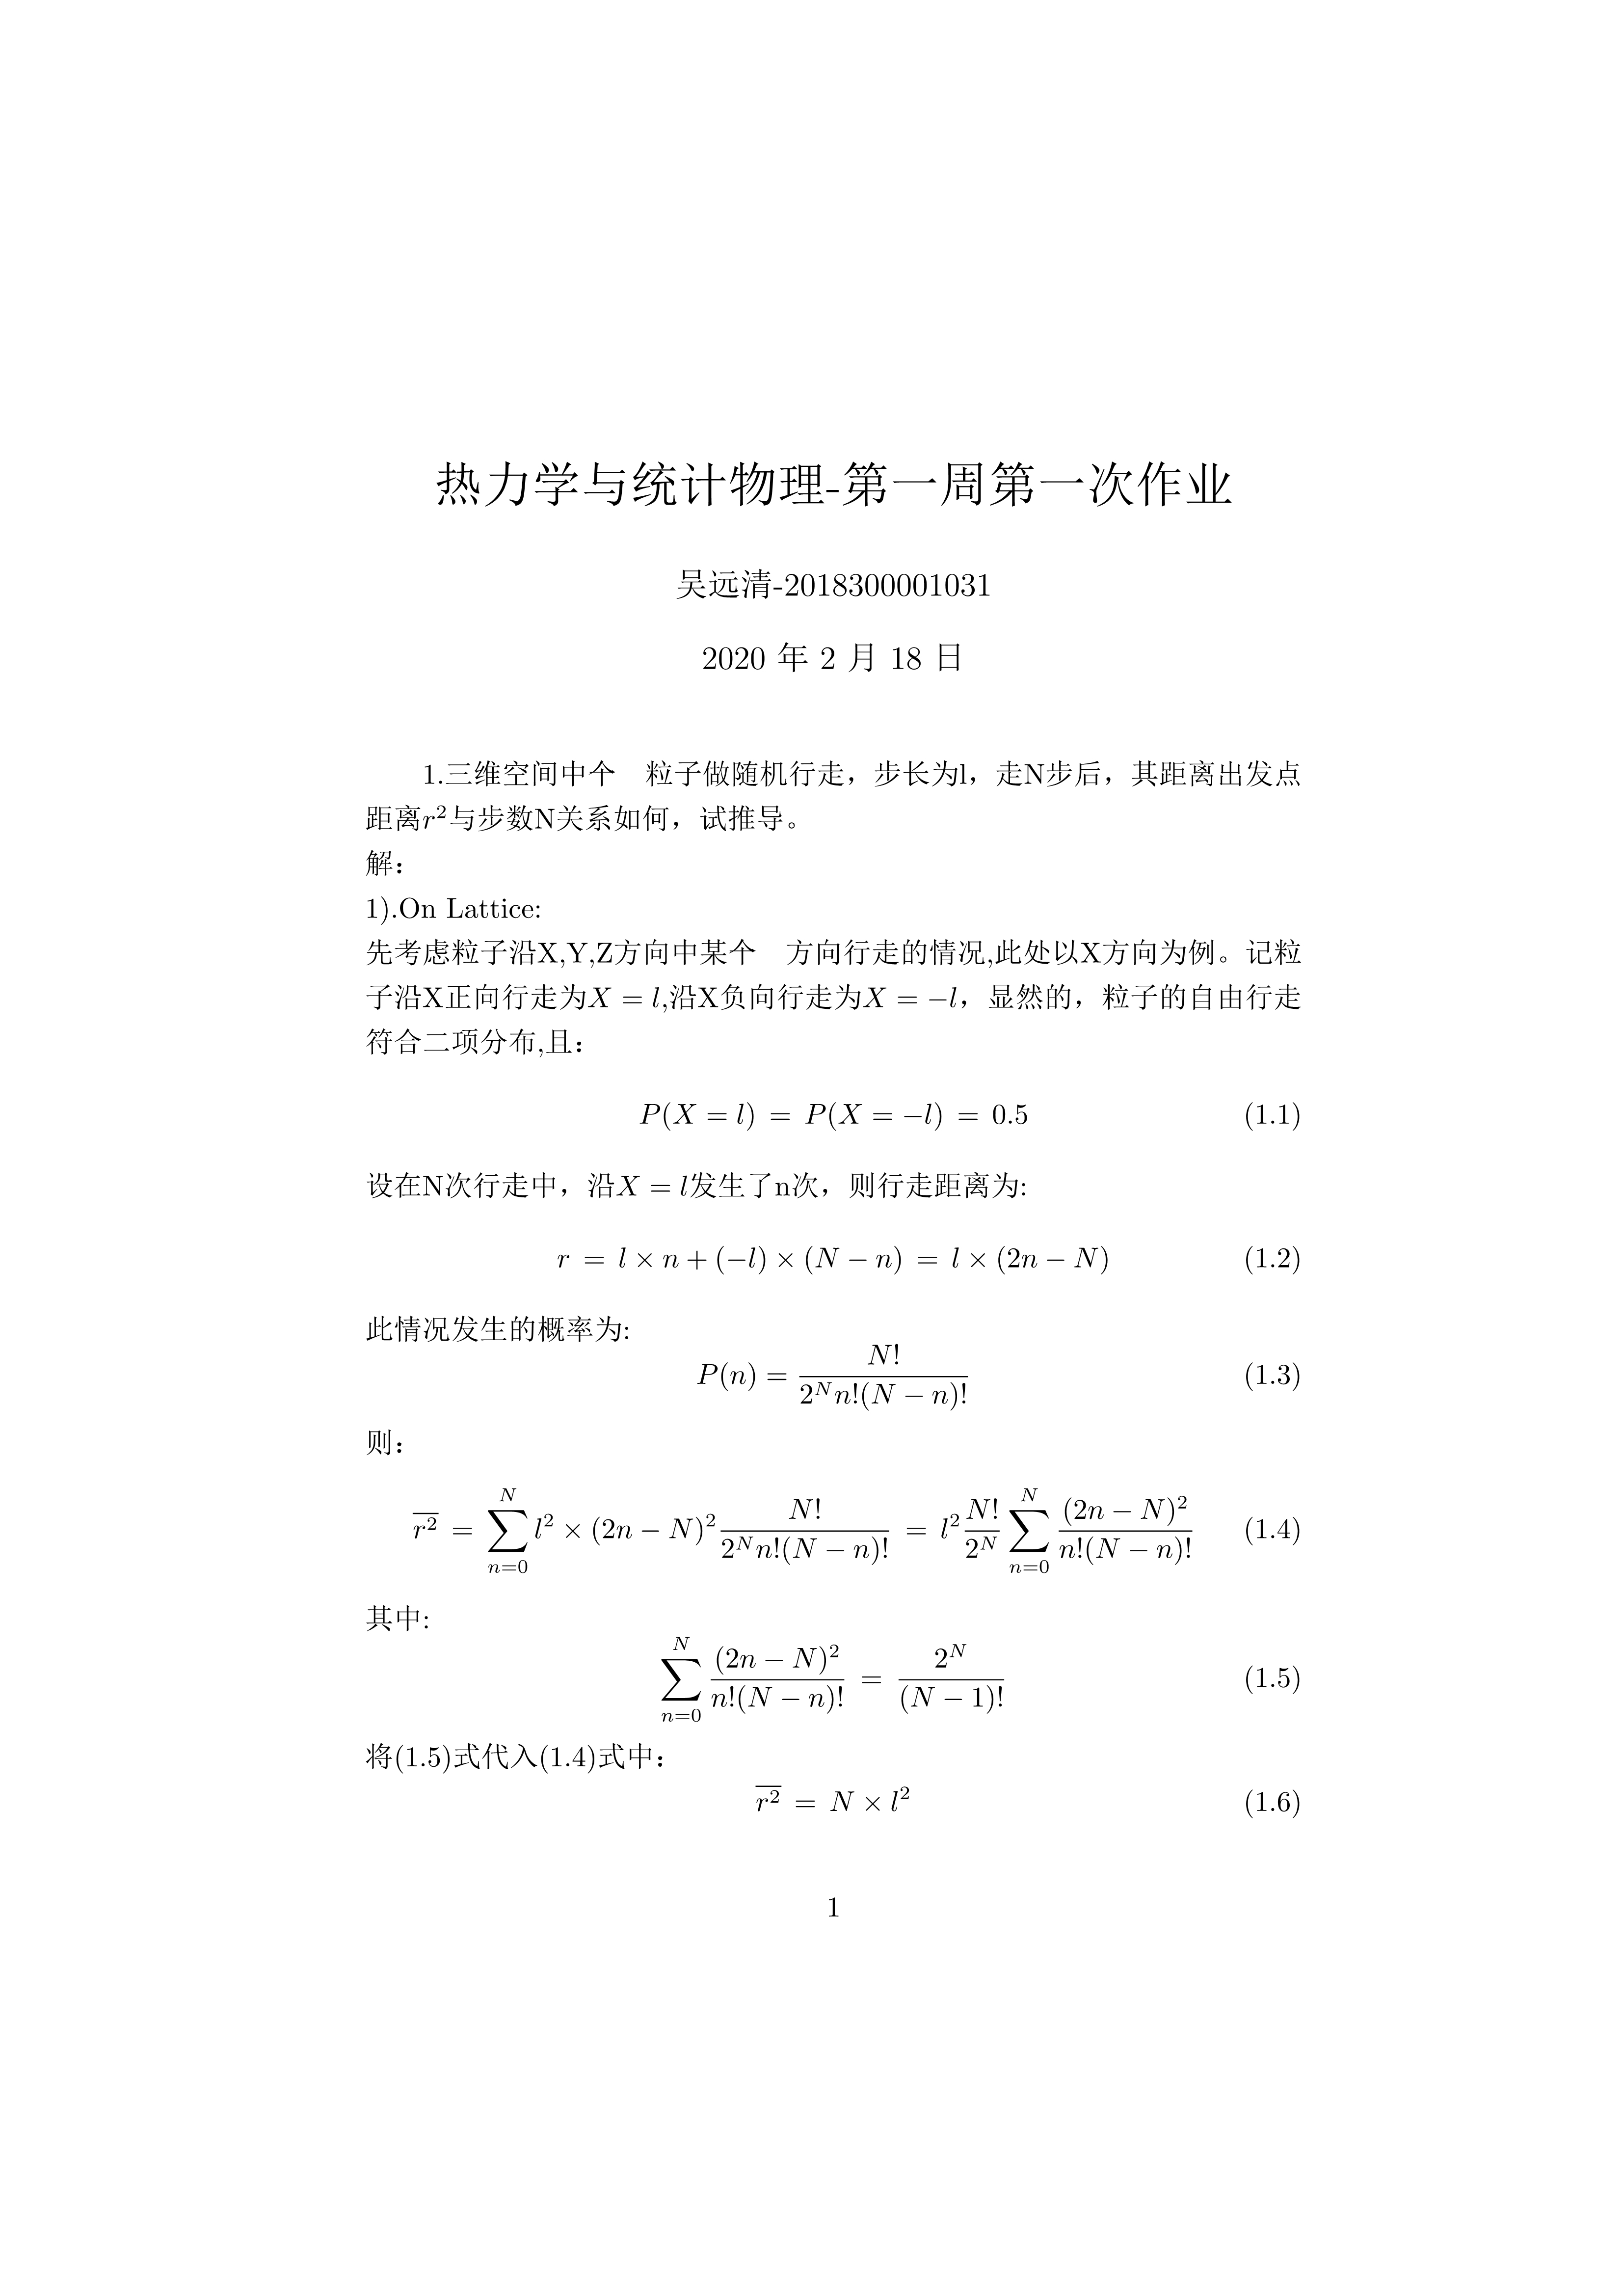 热力学与统计物理-第一周第一次作业
吴远清-2018300001031
2020 年 2 月 18 日
1.三维空间中个 粒子做随机行走，步长为l，走N步后，其距离出发点
距离r²与步数N关系如何，试推导。
解：
1).On Lattice:
先考虑粒子沿X,Y,Z方向中某个 方向行走的情况,此处以X方向为例。记粒
子沿X正向行走为X = l,沿X负向行走为X = −l，显然的，粒子的自由行走
符合二项分布,且：
P(X = l) = P(X = −l) = 0.5 (1.1)
设在N次行走中，沿X = l发生了n次，则行走距离为:
r = l × n + (−l) × (N − n) = l × (2n − N) (1.2)
此情况发生的概率为:
P(n) = \frac{N!}{2^N n!(N − n)!} (1.3)
则：
\overline{r^2} = \sum_{n=0}^{N} l^2 × (2n − N)^2 \frac{N!}{2^N n!(N − n)!} = l^2 \frac{N!}{2^N} \sum_{n=0}^{N} \frac{(2n − N)^2}{n!(N − n)!} (1.4)
其中:
\sum_{n=0}^{N} \frac{(2n − N)^2}{n!(N − n)!} = \frac{2^N}{(N − 1)!} (1.5)
将(1.5)式代入(1.4)式中：
\overline{r^2} = N × l^2 (1.6)
1